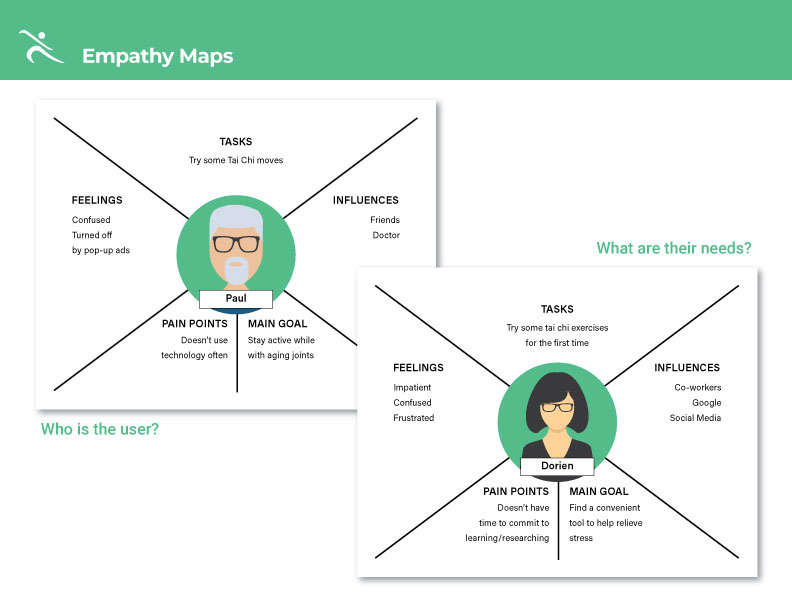 Empathy Maps
TASKS
Try some Tai Chi moves
FEELINGS
Confused
Turned off
by pop-up ads
INFLUENCES
Friends
Doctor
Paul
PAIN POINTS
Doesn't use
technology often
MAIN GOAL
Stay active while
with aging joints
Who is the user?
What are their needs?
TASKS
Try some tai chi exercises
for the first time
FEELINGS
Impatient
Confused
Frustrated
INFLUENCES
Co-workers
Google
Social Media
Dorien
PAIN POINTS
Doesn't have
time to commit to
learning/researching
MAIN GOAL
Find a convenient
tool to help relieve
stress